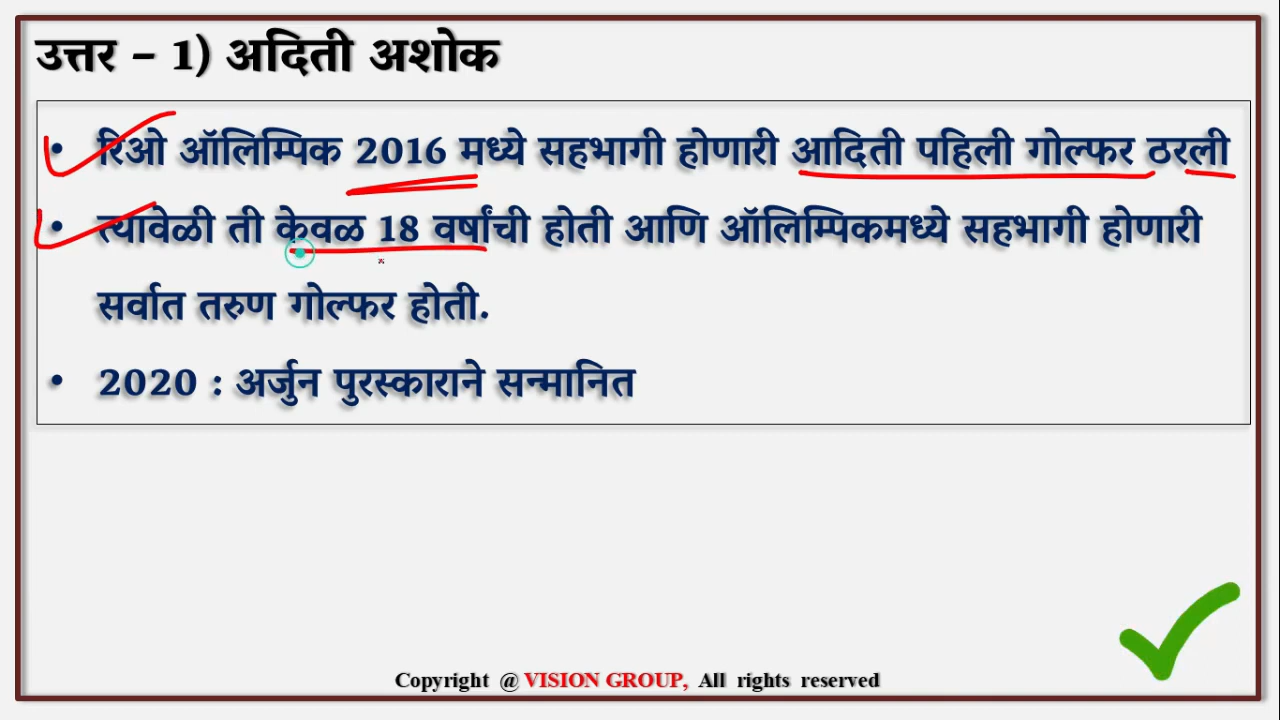 उत्तर – 1) अदिती अशोक
• रिओ ऑलिम्पिक 2016 मध्ये सहभागी होणारी आदिती पहिली गोल्फर ठरली
• त्यावेळी ती केवळ 18 वर्षांची होती आणि ऑलिम्पिकमध्ये सहभागी होणारी
सर्वात तरुण गोल्फर होती.
• 2020 : अर्जुन पुरस्काराने सन्मानित
Copyright @ VISION GROUP, All rights reserved